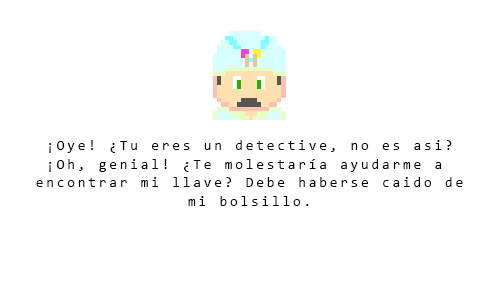 ¡Oye! ¿Tu eres un detective, no es asi?
¡Oh, genial! ¿Te molestaría ayudarme a
encontrar mi llave? Debe haberse caido de
mi bolsillo.